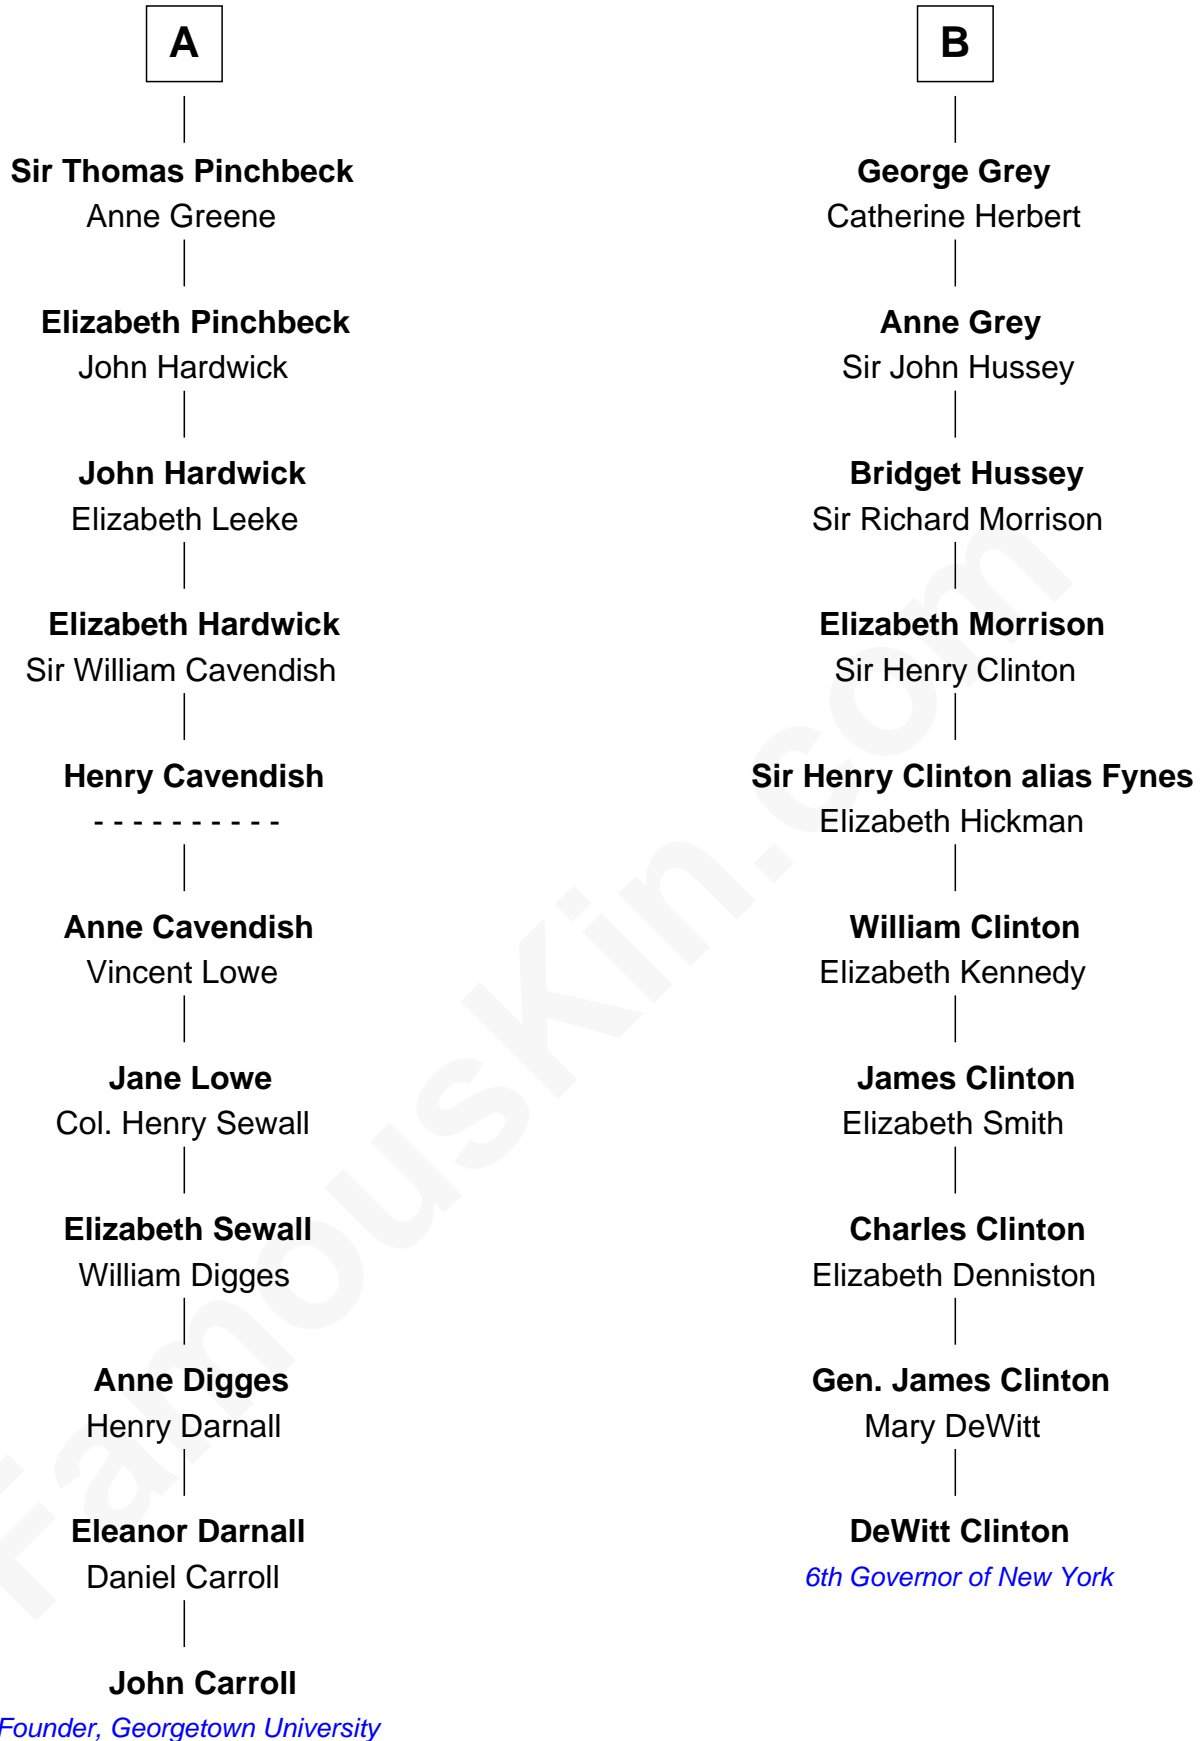 A
Sir Thomas Pinchbeck
Anne Greene
Elizabeth Pinchbeck
John Hardwick
John Hardwick
Elizabeth Leeke
Elizabeth Hardwick
Sir William Cavendish
Henry Cavendish
- - - - - - - - - -
Anne Cavendish
Vincent Lowe
Jane Lowe
Col. Henry Sewall
Elizabeth Sewall
William Digges
Anne Digges
Henry Darnall
Eleanor Darnall
Daniel Carroll
John Carroll
Founder, Georgetown University
B
George Grey
Catherine Herbert
Anne Grey
Sir John Hussey
Bridget Hussey
Sir Richard Morrison
Elizabeth Morrison
Sir Henry Clinton
Sir Henry Clinton alias Fynes
Elizabeth Hickman
William Clinton
Elizabeth Kennedy
James Clinton
Elizabeth Smith
Charles Clinton
Elizabeth Denniston
Gen. James Clinton
Mary DeWitt
DeWitt Clinton
6th Governor of New York
FamousKin.com